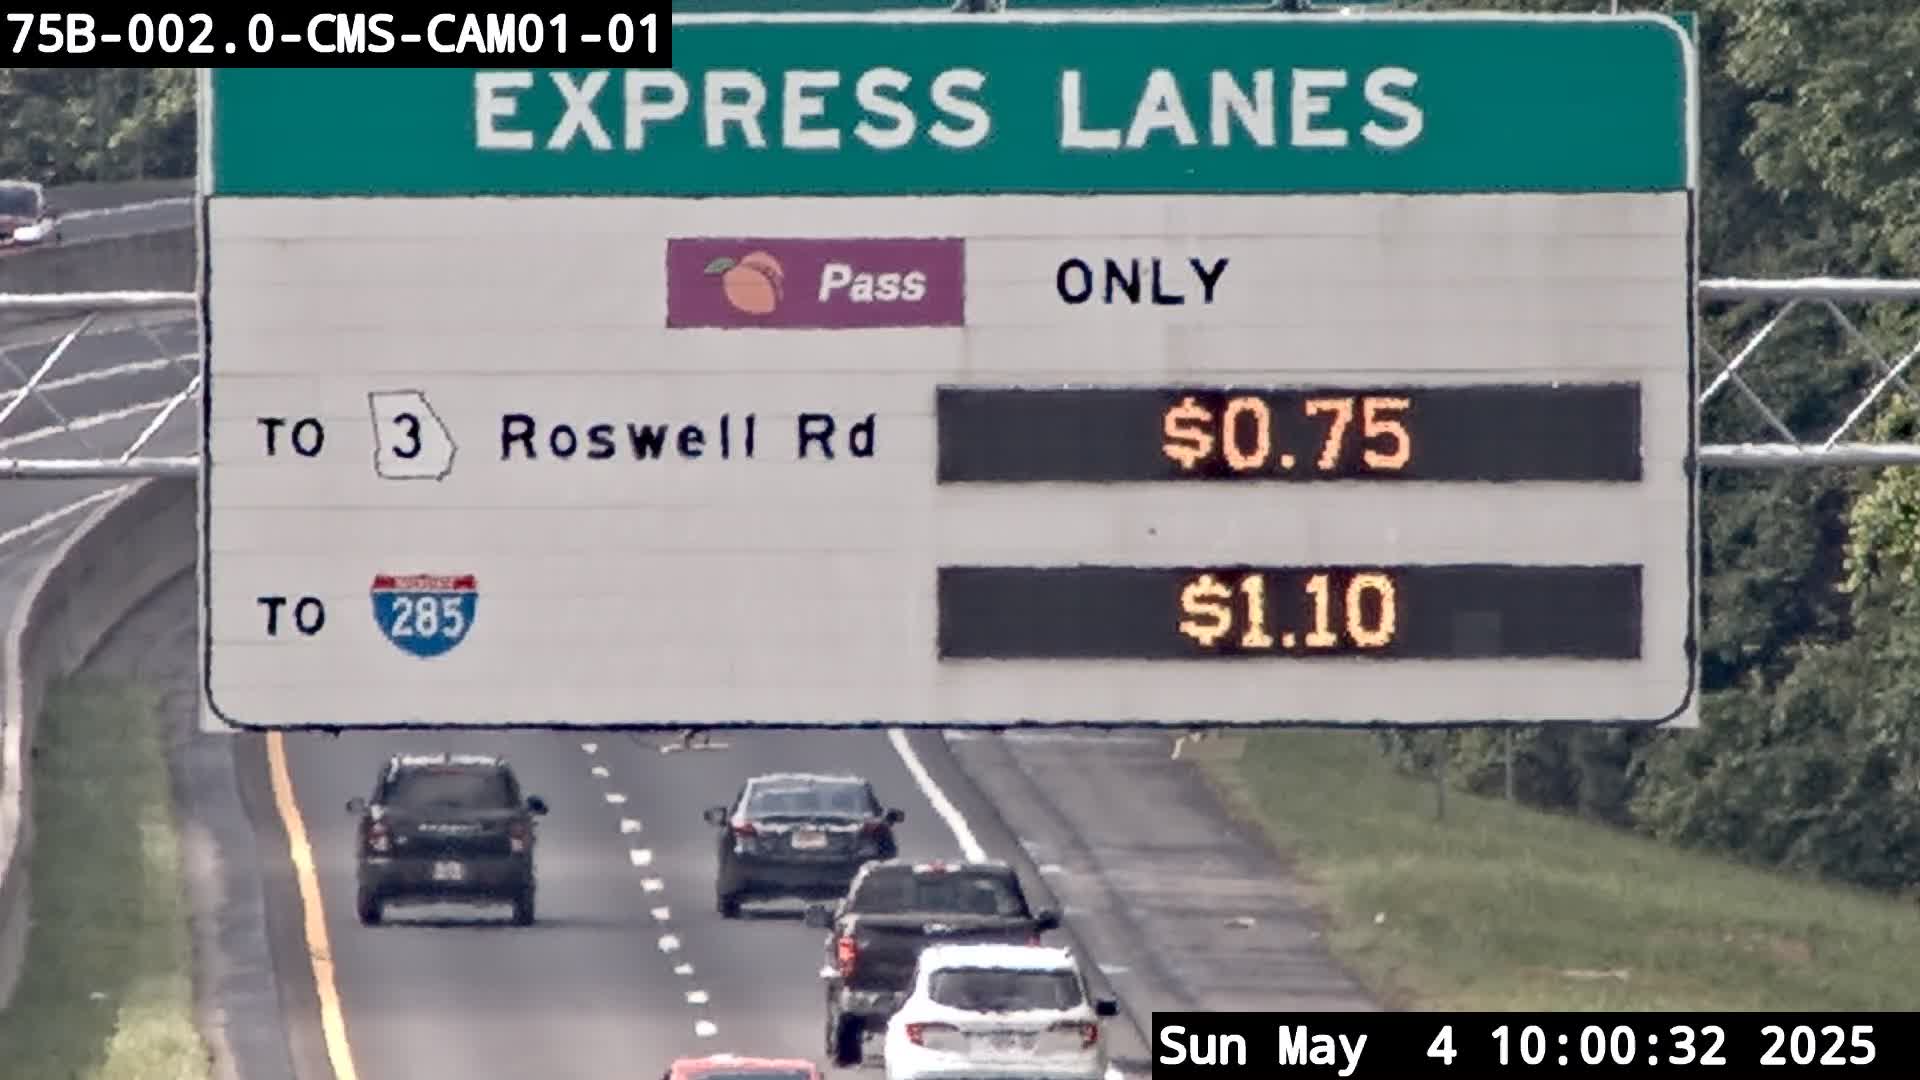 75B-002.0-CMS-CAM01-01
EXPRESS LANES
Pass ONLY
TO 3 Roswell Rd $0.75
TO 285 $1.10
Sun May 4 10:00:32 2025